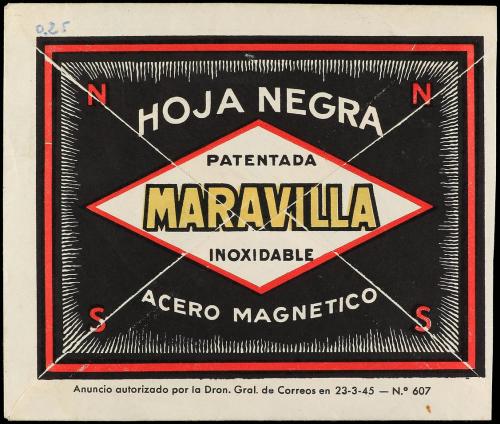 0.25
N N
HOJA NEGRA
PATENTADA
MARAVILLA
INOXIDABLE
ACERO MAGNETICO
S S
Anuncio autorizado por la Dron. Gral. de Correos en 23-3-45 — N.º 607